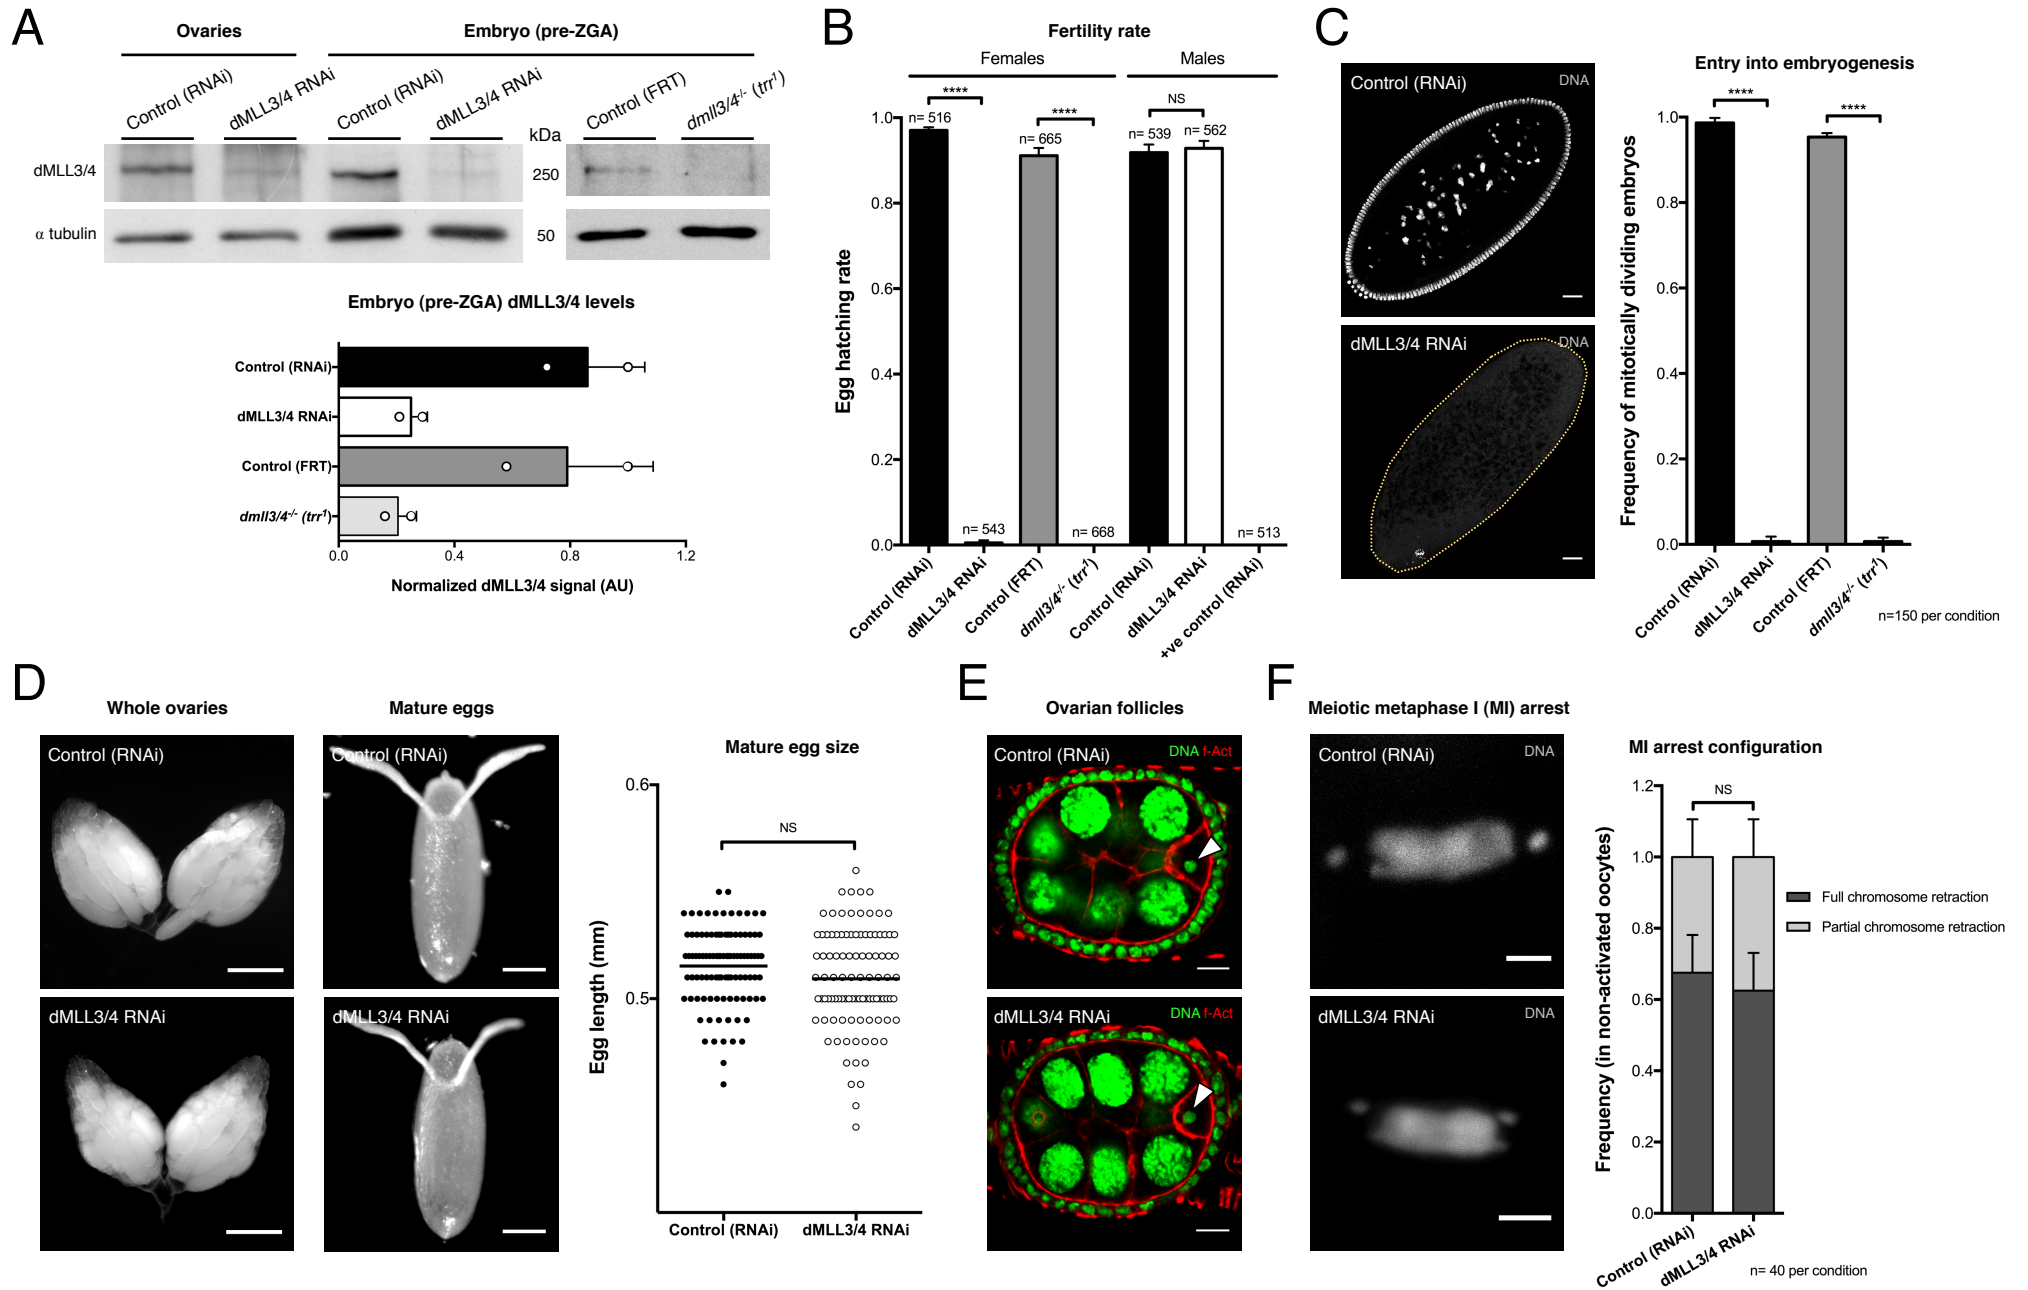 A
Ovaries
Embryo (pre-ZGA)
Control (RNAi)
dMLL3/4 RNAi
Control (RNAi)
dMLL3/4 RNAi
Control (FRT)
dmll3/4-/- (trr1)
kDa
dMLL3/4
250
α tubulin
50
Embryo (pre-ZGA) dMLL3/4 levels
Control (RNAi)
dMLL3/4 RNAi
Control (FRT)
dmll3/4-/- (trr1)
0.0
0.4
0.8
1.2
Normalized dMLL3/4 signal (AU)
B
Fertility rate
Females
Males
****
****
NS
n= 516
n= 543
n= 665
n= 668
n= 539
n= 562
n= 513
Egg hatching rate
1.0
0.8
0.6
0.4
0.2
0.0
Control (RNAi)
dMLL3/4 RNAi
Control (FRT)
dmll3/4-/- (trr1)
Control (RNAi)
dMLL3/4 RNAi
+ve control (RNAi)
C
Control (RNAi)
DNA
dMLL3/4 RNAi
DNA
Entry into embryogenesis
****
****
Frequency of mitotically dividing embryos
1.0
0.8
0.6
0.4
0.2
0.0
Control (RNAi)
dMLL3/4 RNAi
Control (FRT)
dmll3/4-/- (trr1)
n=150 per condition
D
Whole ovaries
Mature eggs
Control (RNAi)
Control (RNAi)
dMLL3/4 RNAi
dMLL3/4 RNAi
Mature egg size
NS
Egg length (mm)
0.6
0.5
Control (RNAi)
dMLL3/4 RNAi
E
Ovarian follicles
Control (RNAi)
DNA f-Act
dMLL3/4 RNAi
DNA f-Act
F
Meiotic metaphase I (MI) arrest
Control (RNAi)
DNA
dMLL3/4 RNAi
DNA
MI arrest configuration
NS
Frequency (in non-activated oocytes)
1.2
1.0
0.8
0.6
0.4
0.2
0.0
Full chromosome retraction
Partial chromosome retraction
Control (RNAi)
dMLL3/4 RNAi
n= 40 per condition